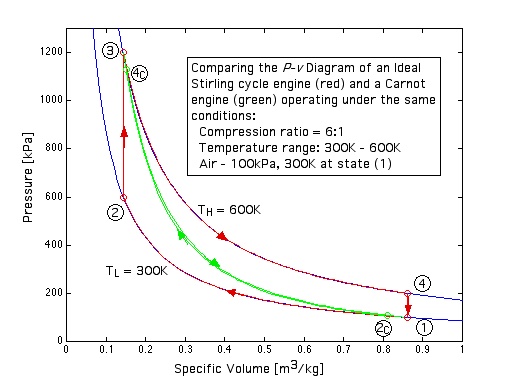 1200
1000
800
600
400
200
0
Pressure [kPa]
3
4c
Comparing the P-v Diagram of an Ideal
Stirling cycle engine (red) and a Carnot
engine (green) operating under the same
conditions:
Compression ratio = 6:1
Temperature range: 300K - 600K
Air - 100kPa, 300K at state (1)
2
TH = 600K
TL = 300K
4
2c
1
0 0.1 0.2 0.3 0.4 0.5 0.6 0.7 0.8 0.9 1
Specific Volume [m3/kg]